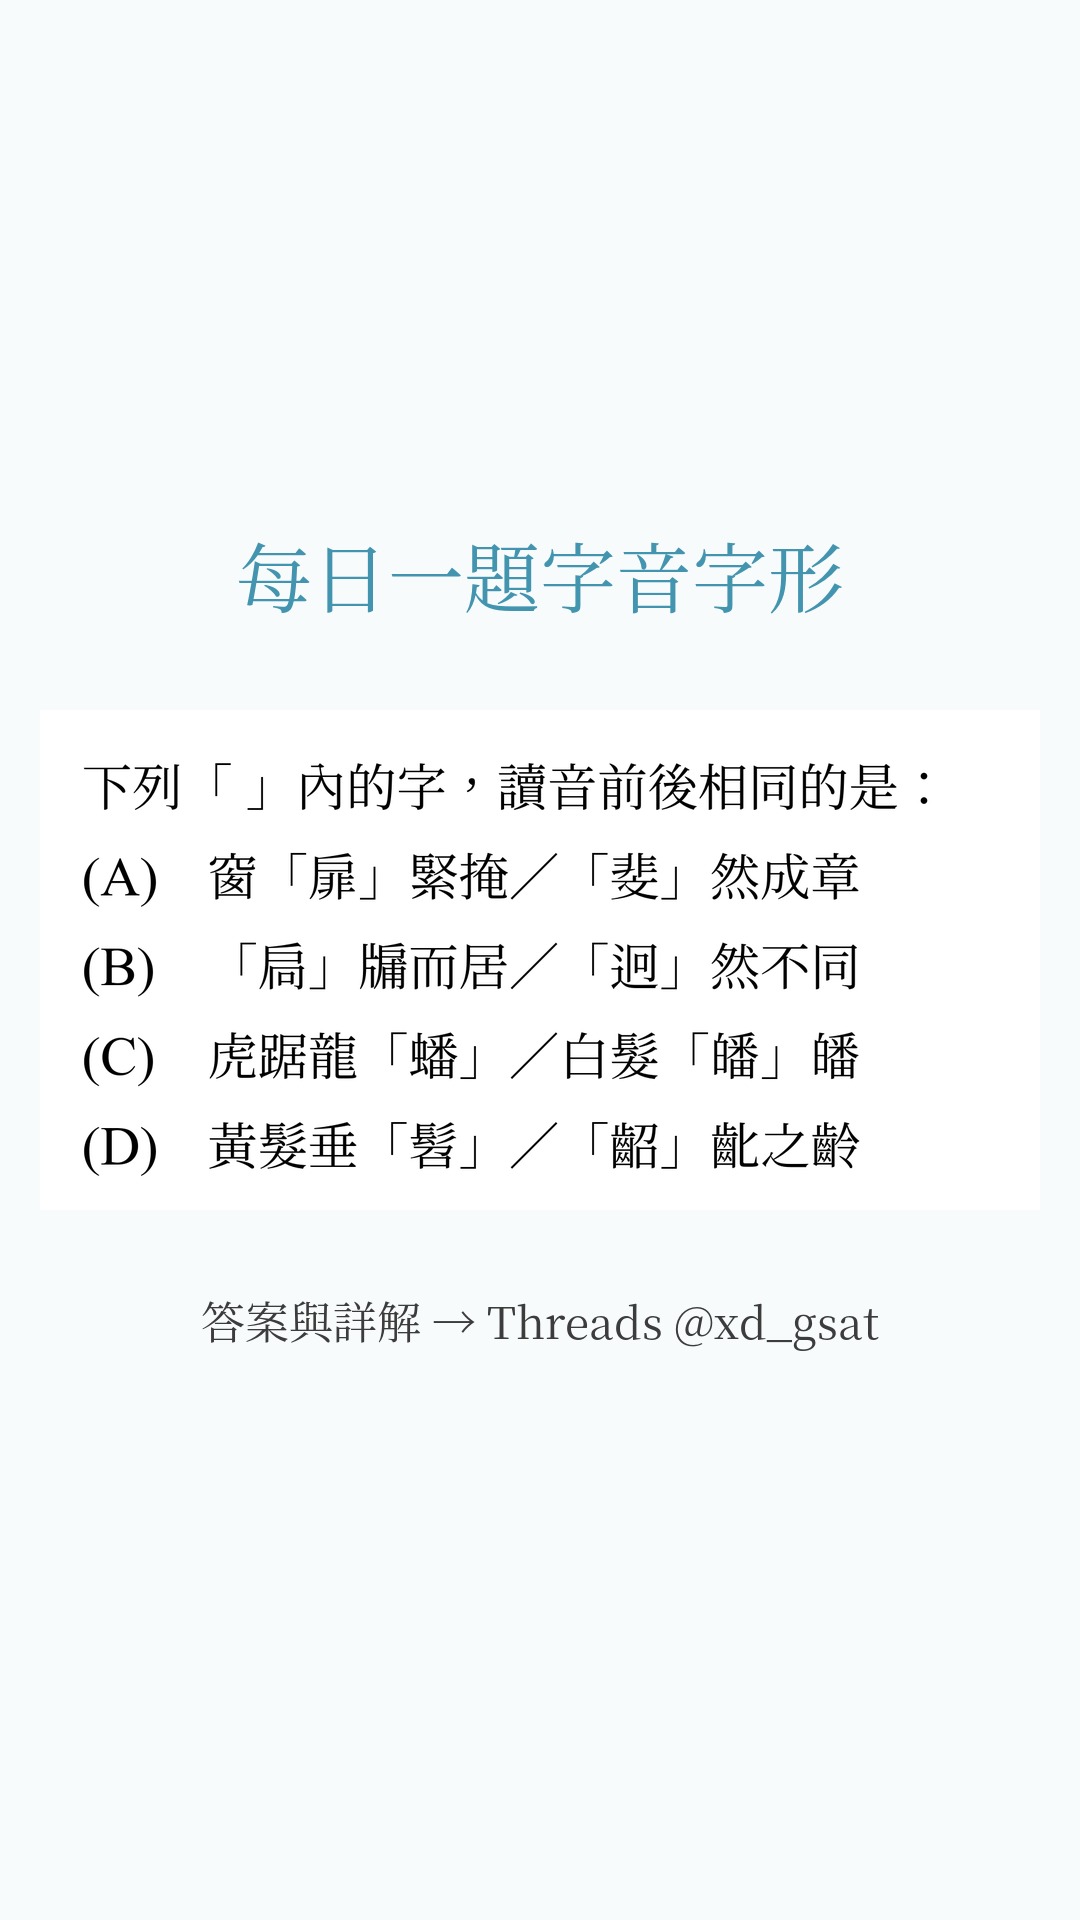 每日一題字音字形
下列「 」內的字，讀音前後相同的是：
(A) 窗「扉」緊掩／「斐」然成章
(B) 「扃」牖而居／「迥」然不同
(C) 虎踞龍「蟠」／白髮「皤」皤
(D) 黃髮垂「髫」／「齠」齔之齡
答案與詳解 → Threads @xd_gsat